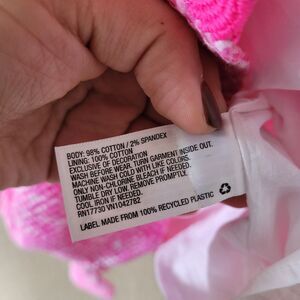 BODY: 98% COTTON / 2% SPANDEX
LINING: 100% COTTON
EXCLUSIVE OF DECORATION
WASH BEFORE WEAR, TURN GARMENT INSIDE OUT.
MACHINE WASH COLD WITH LIKE COLORS.
ONLY NON-CHLORINE BLEACH IF NEEDED.
TUMBLE DRY LOW. REMOVE PROMPTLY.
COOL IRON IF NEEDED.
RN17730 VN1042782
LABEL MADE FROM 100% RECYCLED PLASTIC